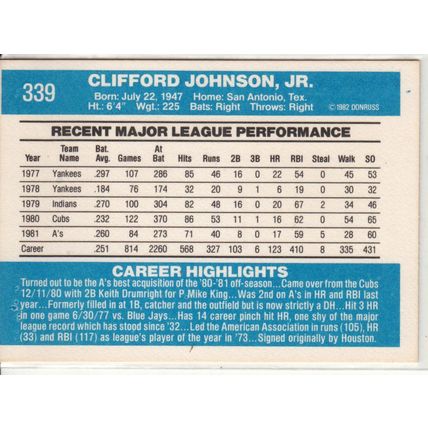 339
CLIFFORD JOHNSON, JR.
Born: July 22, 1947 Home: San Antonio, Tex.
Ht.: 6'4" Wgt.: 225 Bats: Right Throws: Right ©1982 DONRUSS
RECENT MAJOR LEAGUE PERFORMANCE
Year Team Name Bat. Avg. Games At Bat Hits Runs 2B 3B HR RBI Steal Walk SO
1977 Yankees .297 107 286 85 46 16 0 22 54 0 45 53
1978 Yankees .184 76 174 32 20 9 1 6 19 0 30 32
1979 Indians .270 100 304 82 48 16 0 20 67 2 34 46
1980 Cubs .232 122 370 86 53 11 1 16 62 0 54 65
1981 A's .260 84 273 71 40 8 0 17 59 5 28 60
Career .251 814 2260 568 327 103 6 123 410 8 335 431
CAREER HIGHLIGHTS
Turned out to be the A's best acquisition of the '80-'81 off-season...Came over from the Cubs
12/11/80 with 2B Keith Drumright for P Mike King...Was 2nd on A's in HR and RBI last
year...Formerly filled in at 1B, catcher and the outfield but is now strictly a DH...Hit 3 HR
in one game 6/30/77 vs. Blue Jays...Has 14 career pinch hit HR, one shy of the major
league record which has stood since '32...Led the American Association in runs (105), HR
(33) and RBI (117) as league's player of the year in '73...Signed originally by Houston.